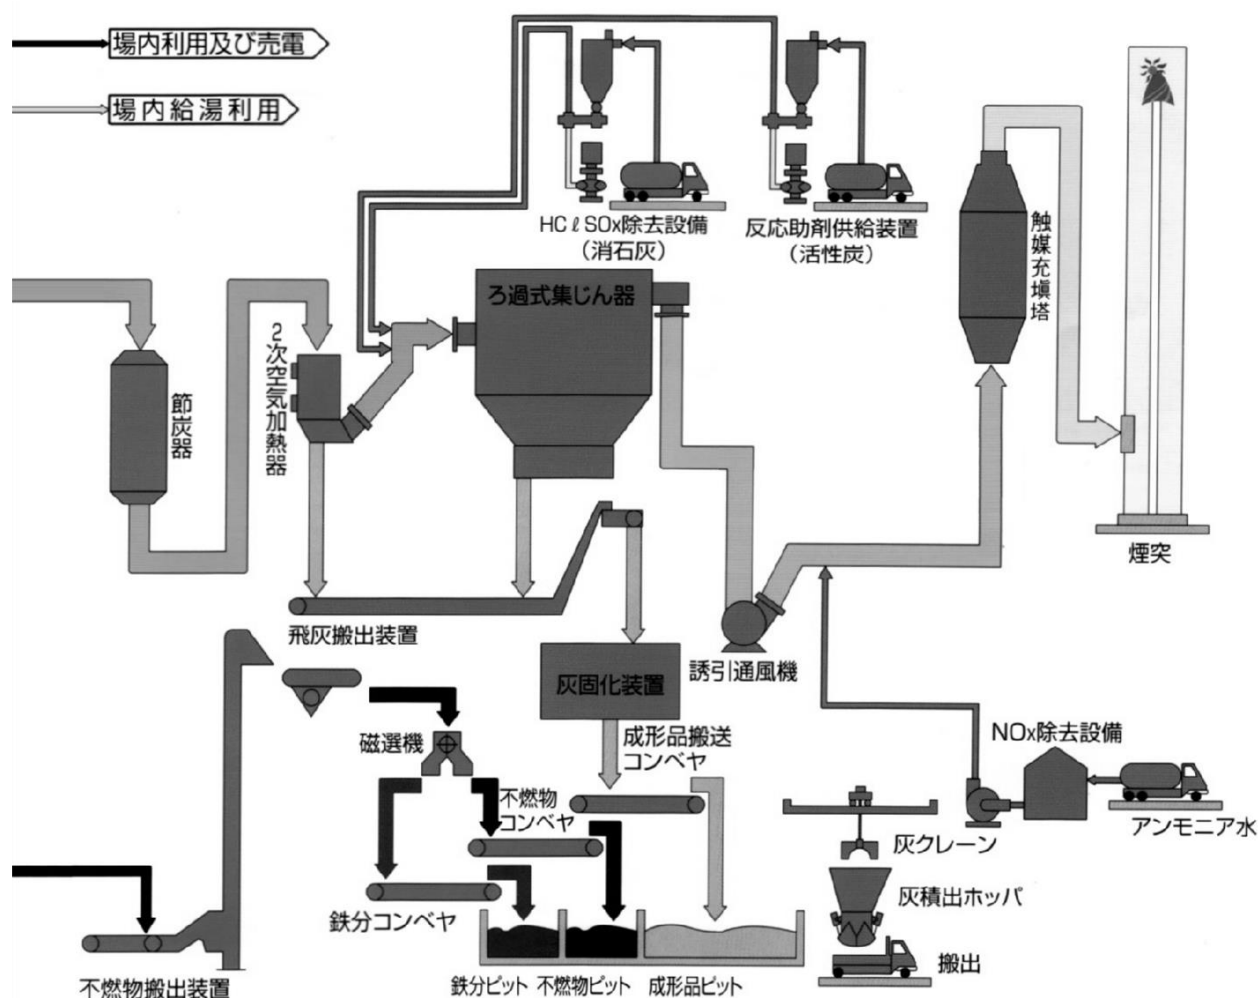 場内利用及び売電
場内給湯利用
HCℓSOx除去設備
（消石灰）
反応助剤供給装置
（活性炭）
触媒充塡塔
ろ過式集じん器
2次空気加熱器
節炭器
煙突
飛灰搬出装置
誘引通風機
灰固化装置
NOx除去設備
磁選機
成形品搬送
コンベヤ
不燃物
コンベヤ
アンモニア水
灰クレーン
灰積出ホッパ
鉄分コンベヤ
搬出
不燃物搬出装置
鉄分ピット
不燃物ピット
成形品ピット